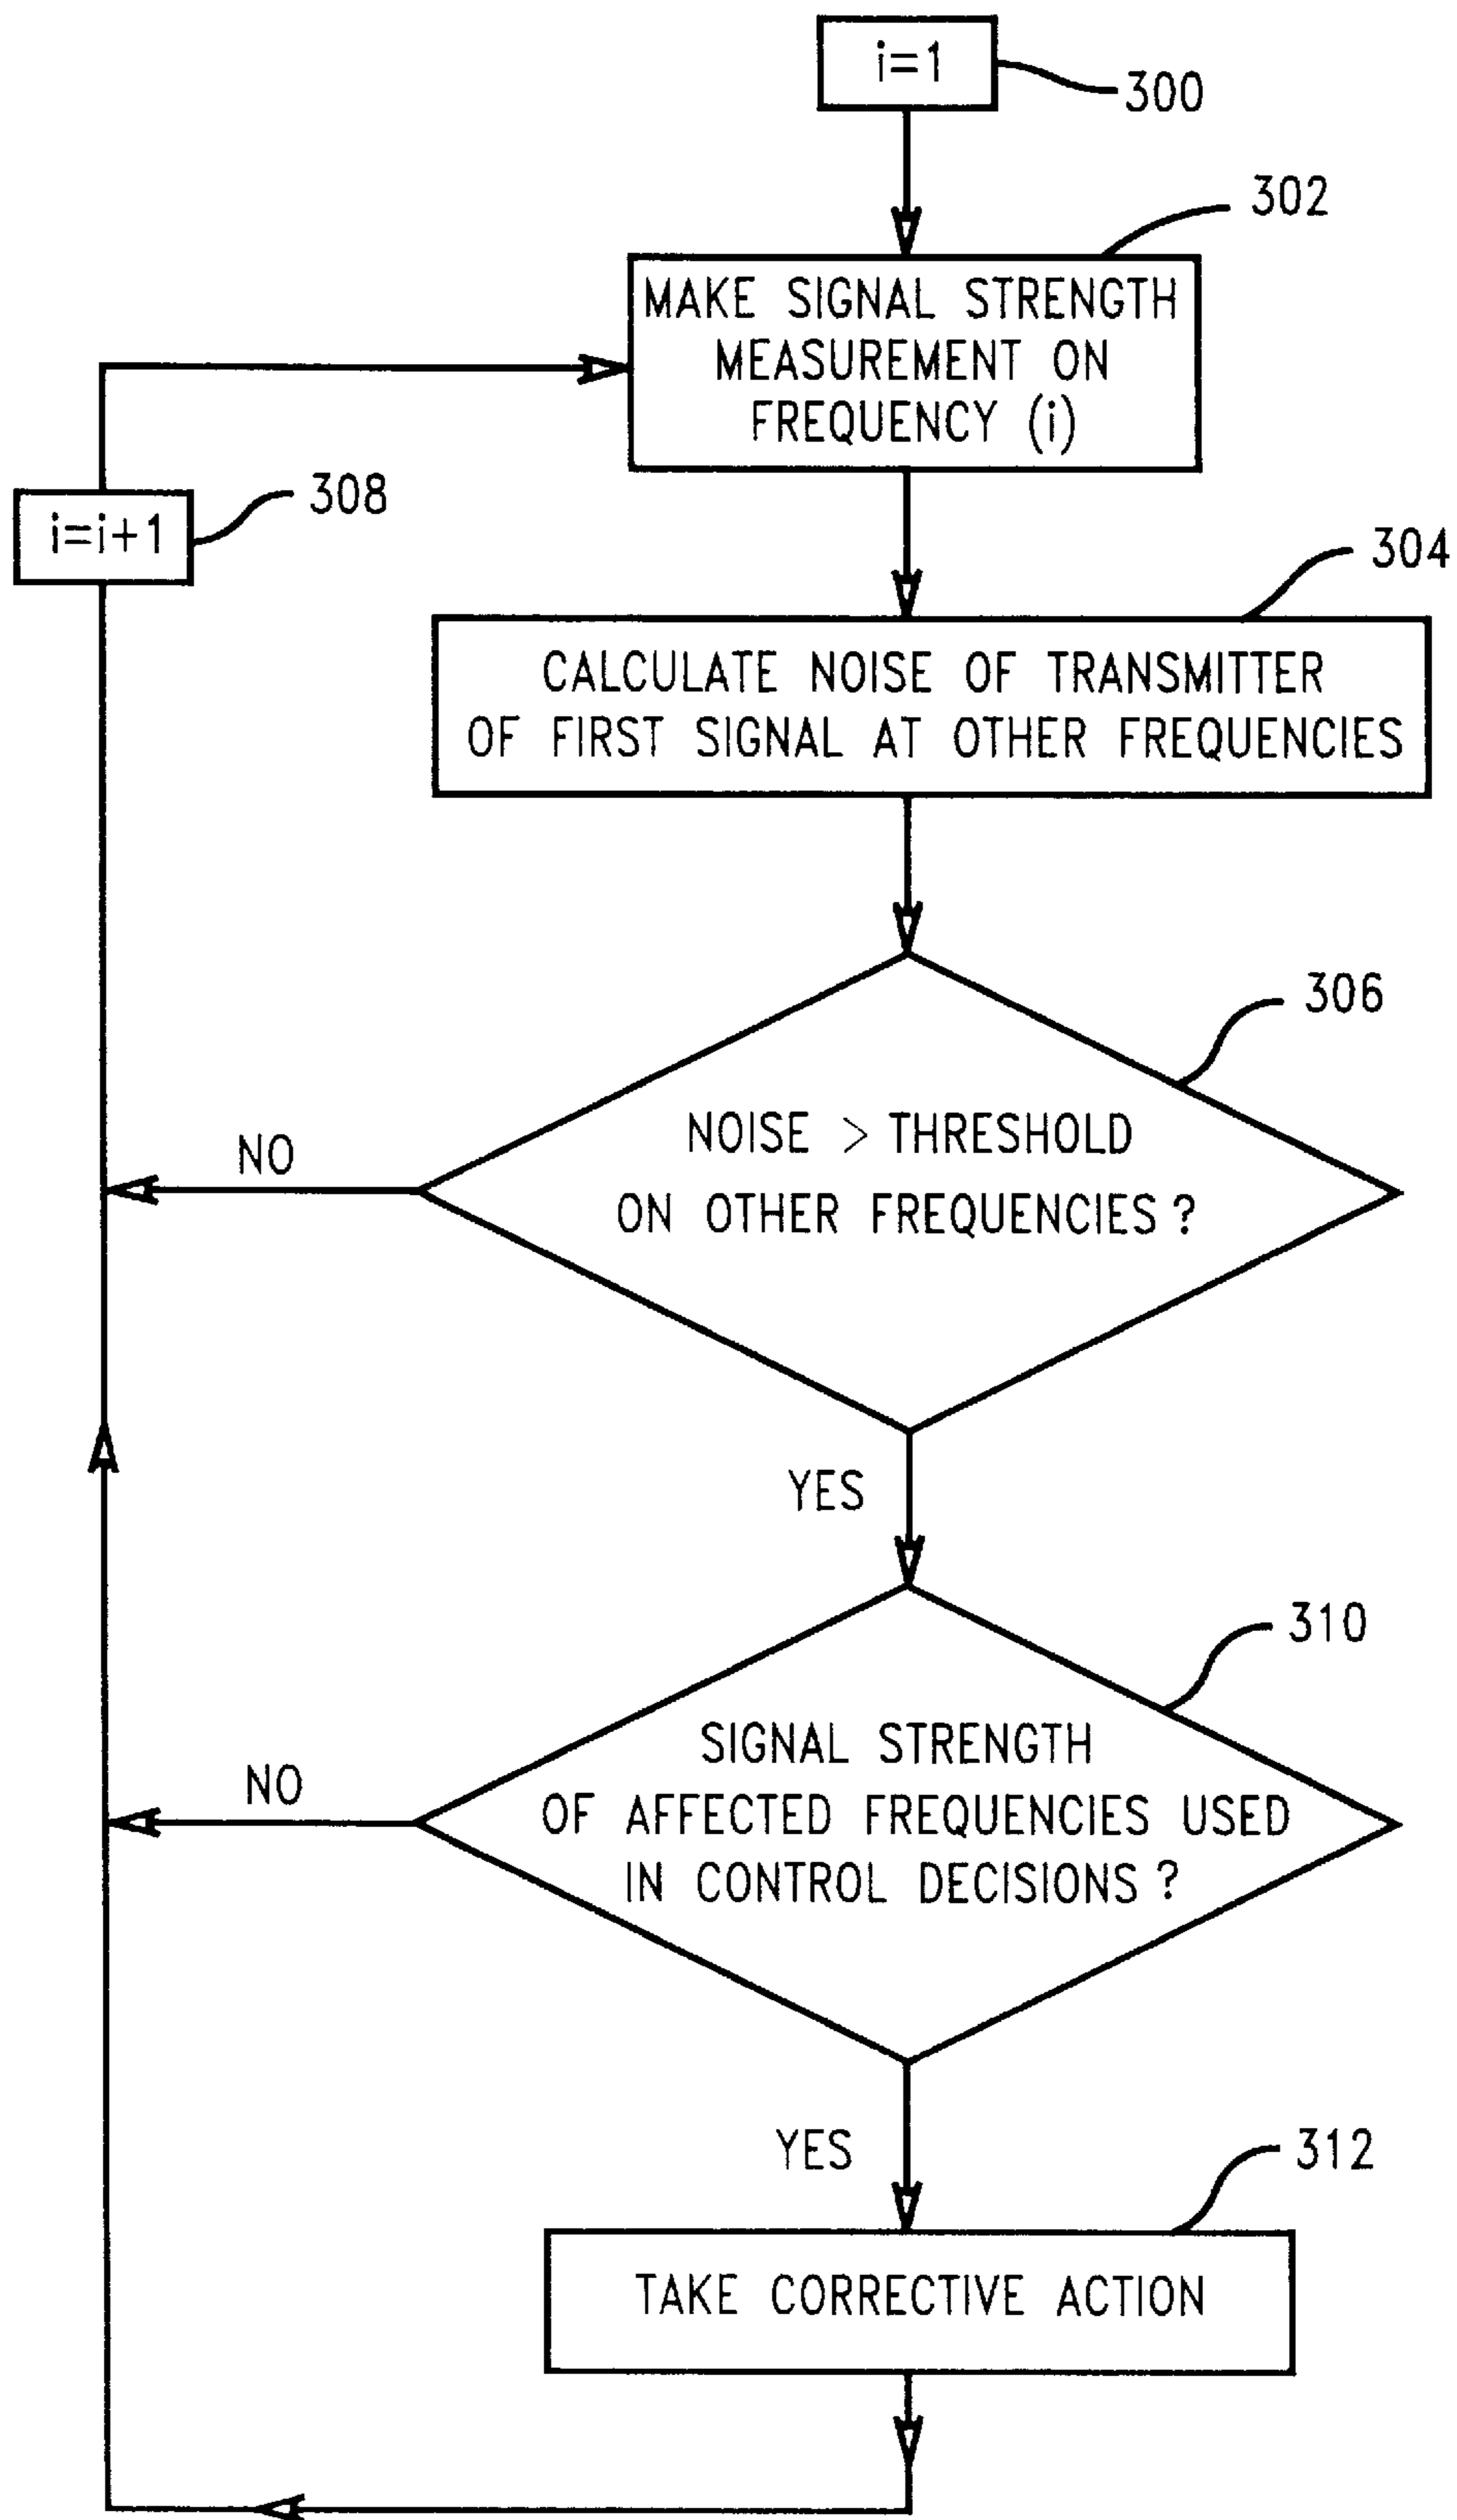 i=1
300
302
MAKE SIGNAL STRENGTH
MEASUREMENT ON
FREQUENCY (i)
308
i=i+1
304
CALCULATE NOISE OF TRANSMITTER
OF FIRST SIGNAL AT OTHER FREQUENCIES
306
NOISE > THRESHOLD
ON OTHER FREQUENCIES ?
NO
YES
310
SIGNAL STRENGTH
OF AFFECTED FREQUENCIES USED
IN CONTROL DECISIONS ?
NO
YES
312
TAKE CORRECTIVE ACTION